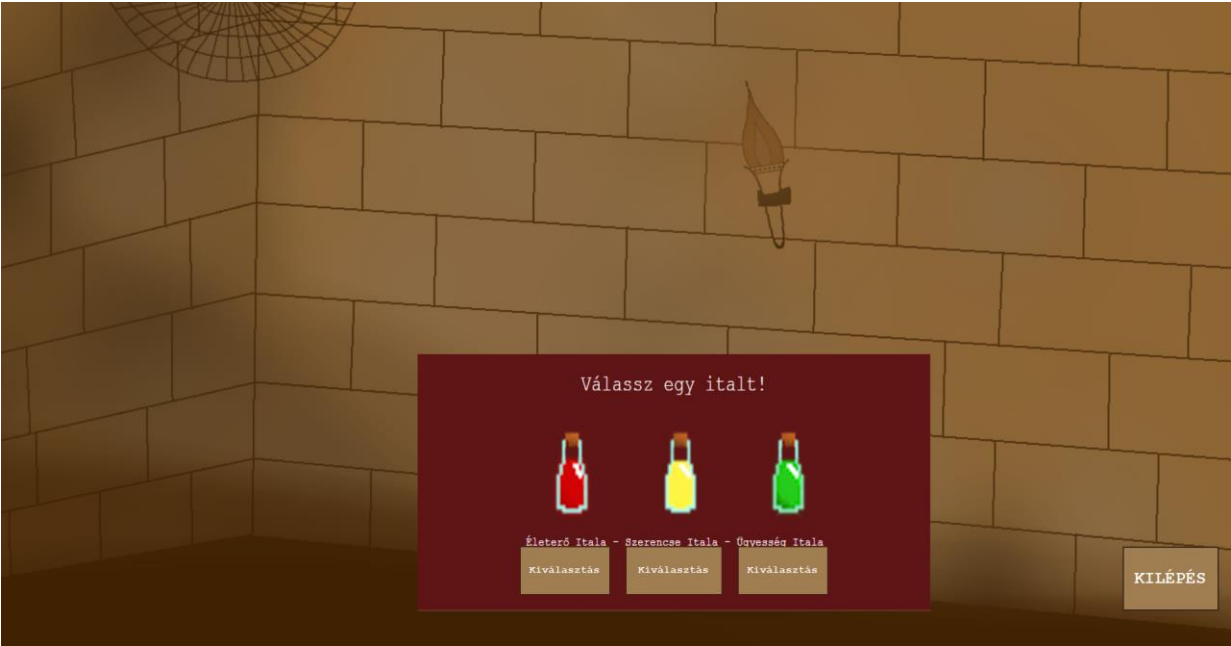 Válassz egy italt!
Életerő Itala - Szerencse Itala - Ügyesség Itala
Kiválasztás Kiválasztás Kiválasztás
KILÉPÉS